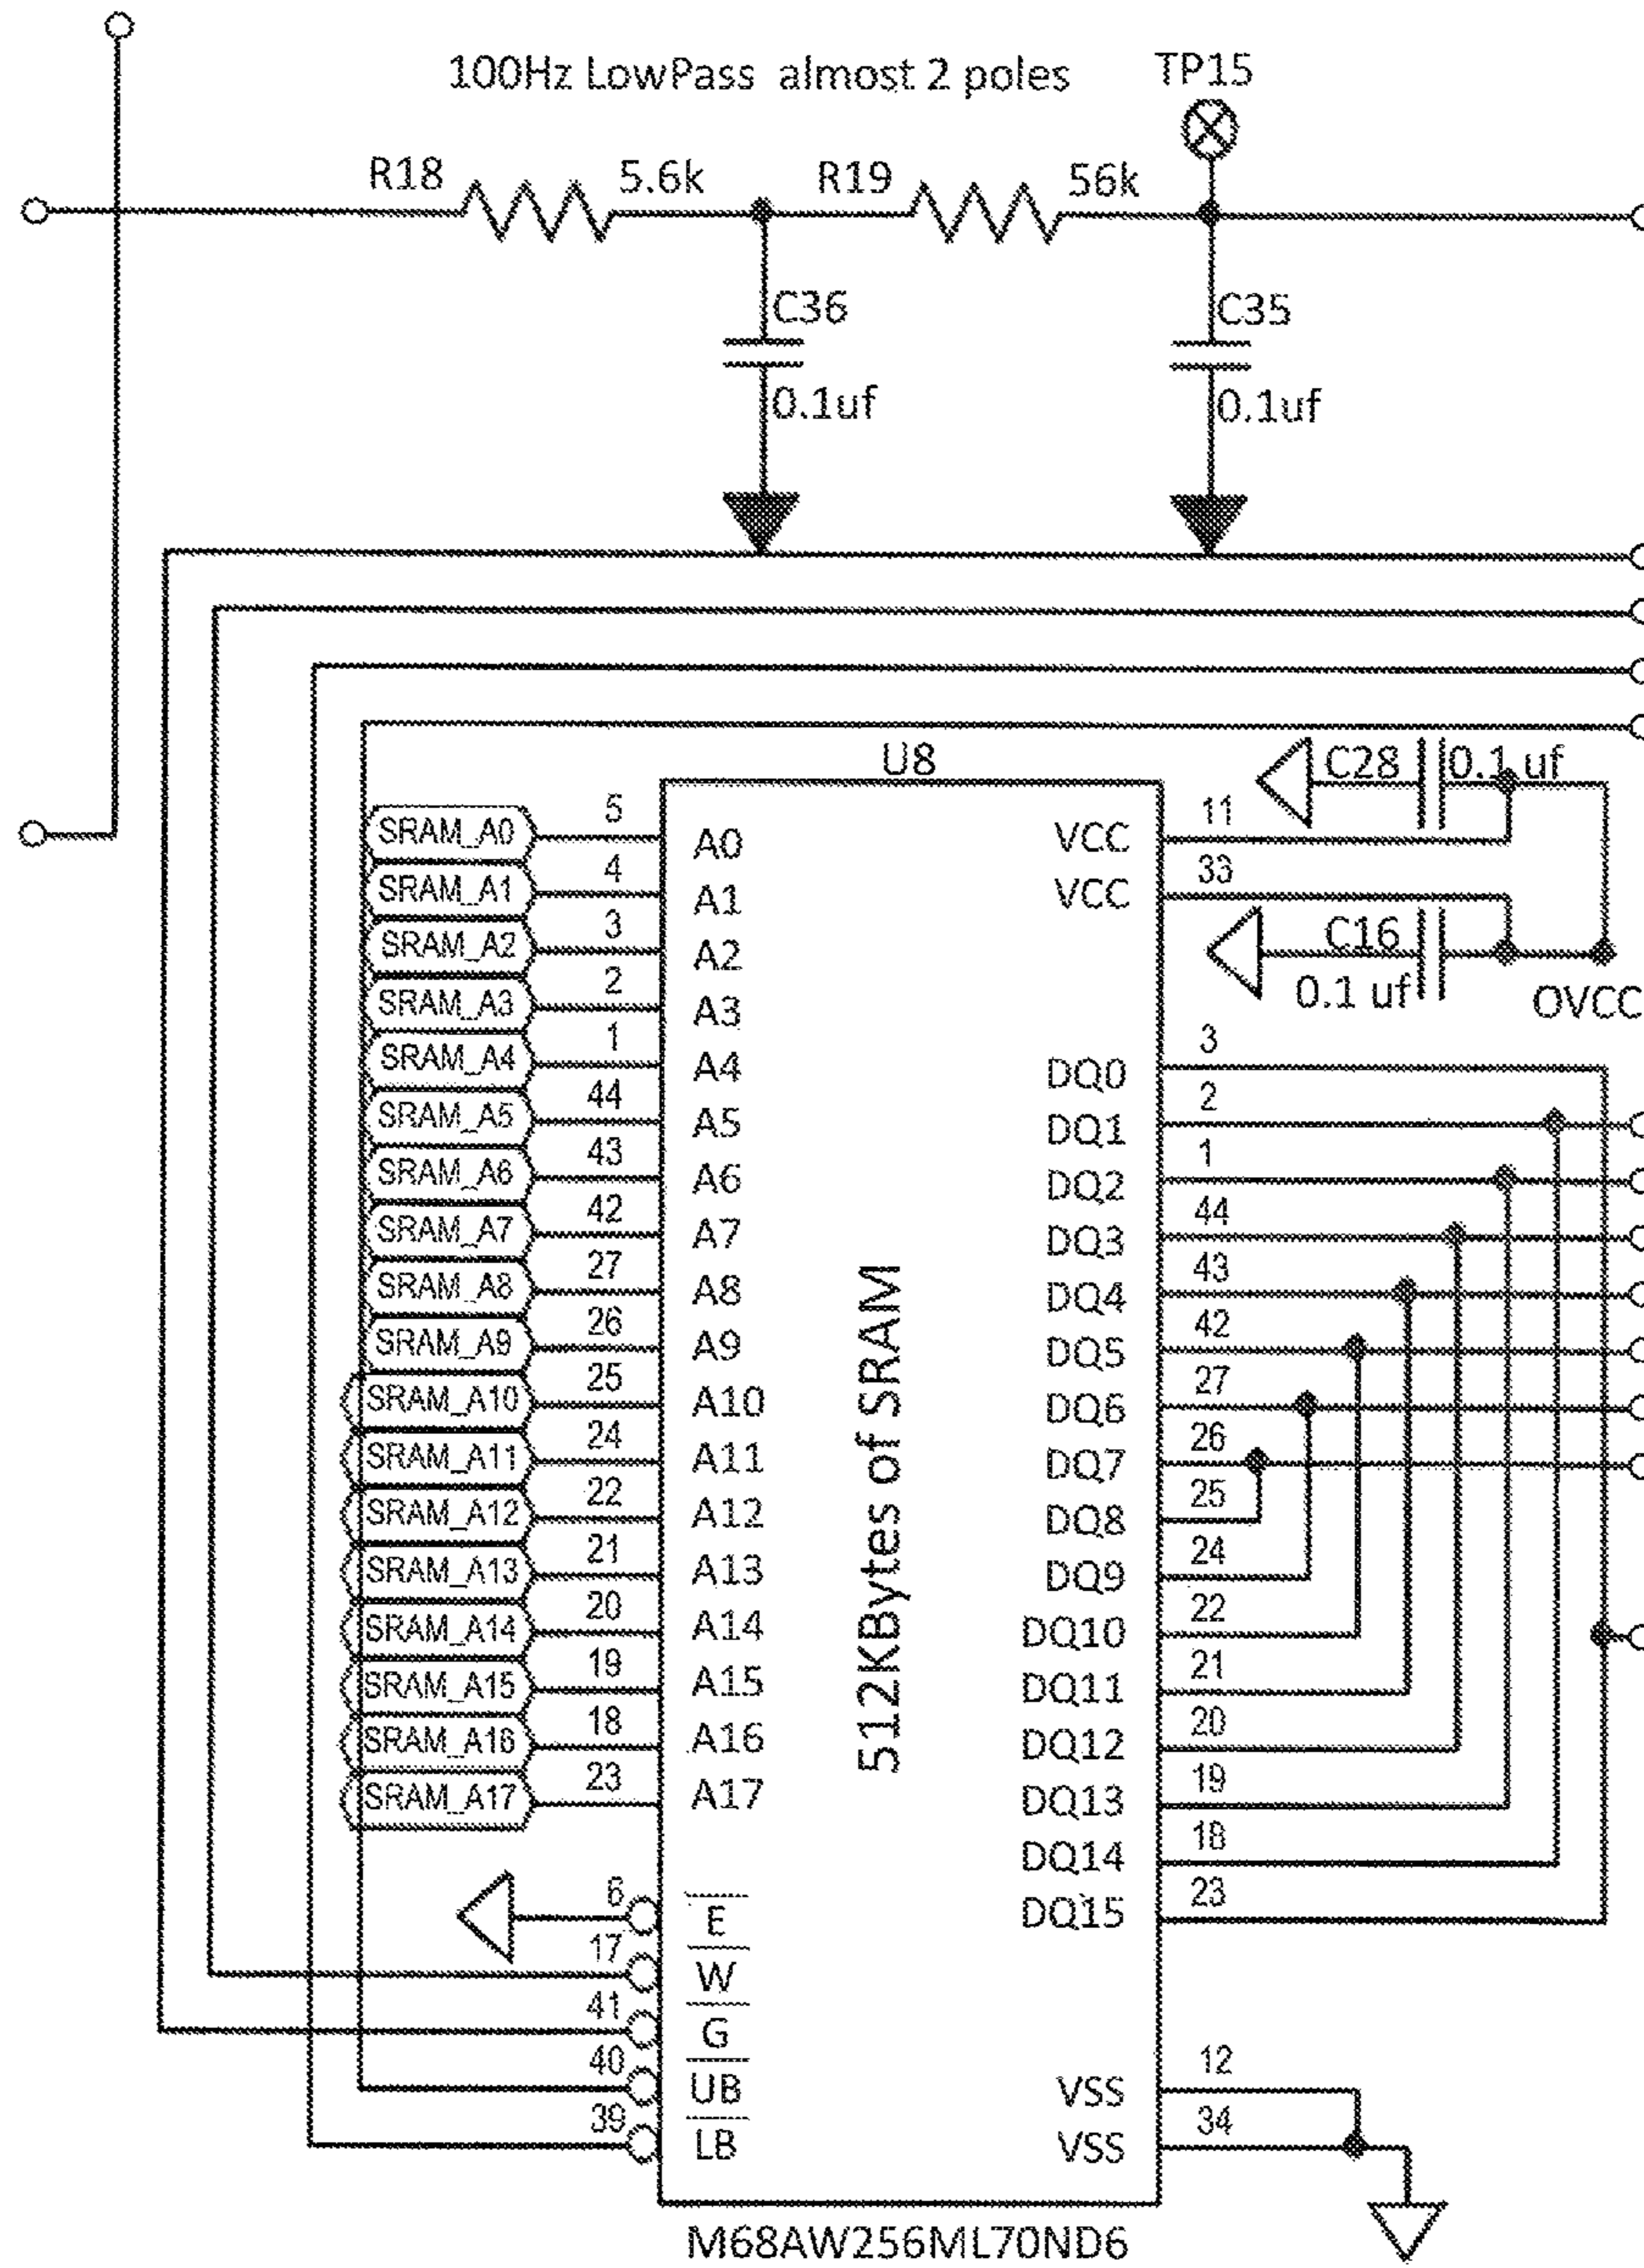 100Hz LowPass almost 2 poles
TP15
R18
5.6k
R19
56k
C36
0.1uf
C35
0.1uf
U8
C28
0.1 uf
C16
0.1 uf
OVCC
SRAM_A0
5
A0
SRAM_A1
4
A1
SRAM_A2
3
A2
SRAM_A3
2
A3
SRAM_A4
1
A4
SRAM_A5
44
A5
SRAM_A6
43
A6
SRAM_A7
42
A7
SRAM_A8
27
A8
SRAM_A9
26
A9
SRAM_A10
25
A10
SRAM_A11
24
A11
SRAM_A12
22
A12
SRAM_A13
21
A13
SRAM_A14
20
A14
SRAM_A15
19
A15
SRAM_A16
18
A16
SRAM_A17
23
A17
6
E
17
W
41
G
40
UB
39
LB
512KBytes of SRAM
VCC
11
VCC
33
DQ0
3
DQ1
2
DQ2
1
DQ3
44
DQ4
43
DQ5
42
DQ6
27
DQ7
26
DQ8
25
DQ9
24
DQ10
22
DQ11
21
DQ12
20
DQ13
19
DQ14
18
DQ15
23
VSS
12
VSS
34
M68AW256ML70ND6